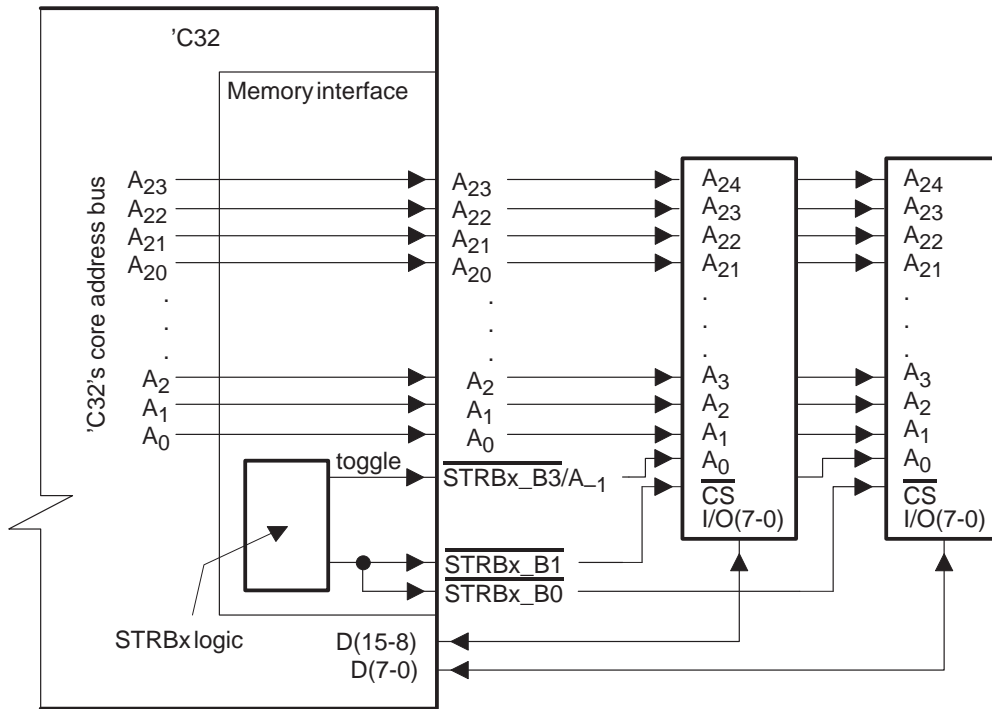 ’C32
Memory interface
’C32’s core address bus
A23
A22
A21
A20
.
.
.
A2
A1
A0
toggle
STRBx logic
A23
A22
A21
A20
.
.
.
A2
A1
A0
STRBx_B3/A_1
STRBx_B1
STRBx_B0
D(15-8)
D(7-0)
A24
A23
A22
A21
.
.
.
A3
A2
A1
A0
CS
I/O(7-0)
A24
A23
A22
A21
.
.
.
A3
A2
A1
A0
CS
I/O(7-0)